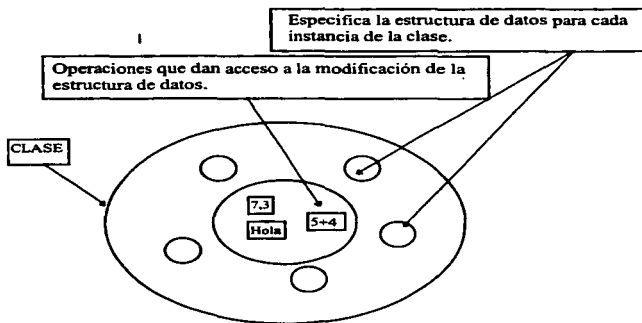 Especifica la estructura de datos para cada
instancia de la clase.
Operaciones que dan acceso a la modificación de la
estructura de datos.
CLASE
7,3
5+4
Hola